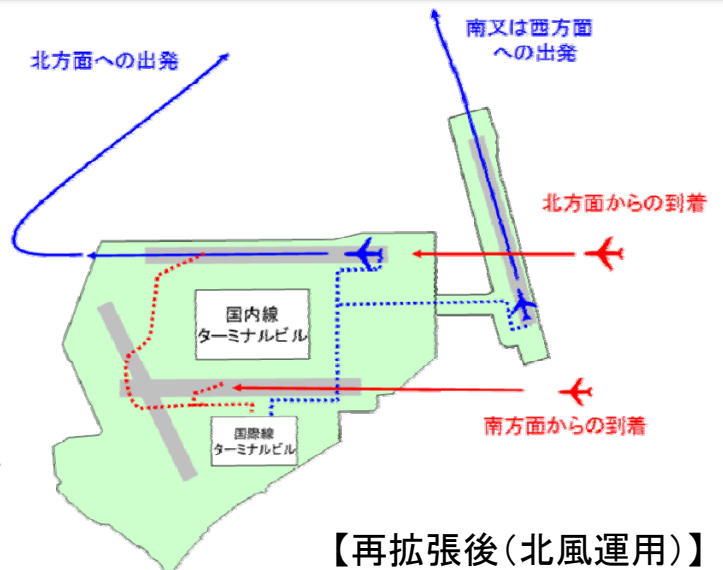 南又は西方面
への出発
北方面への出発
北方面からの到着
国内線
ターミナルビル
南方面からの到着
国際線
ターミナルビル
【再拡張後(北風運用)】